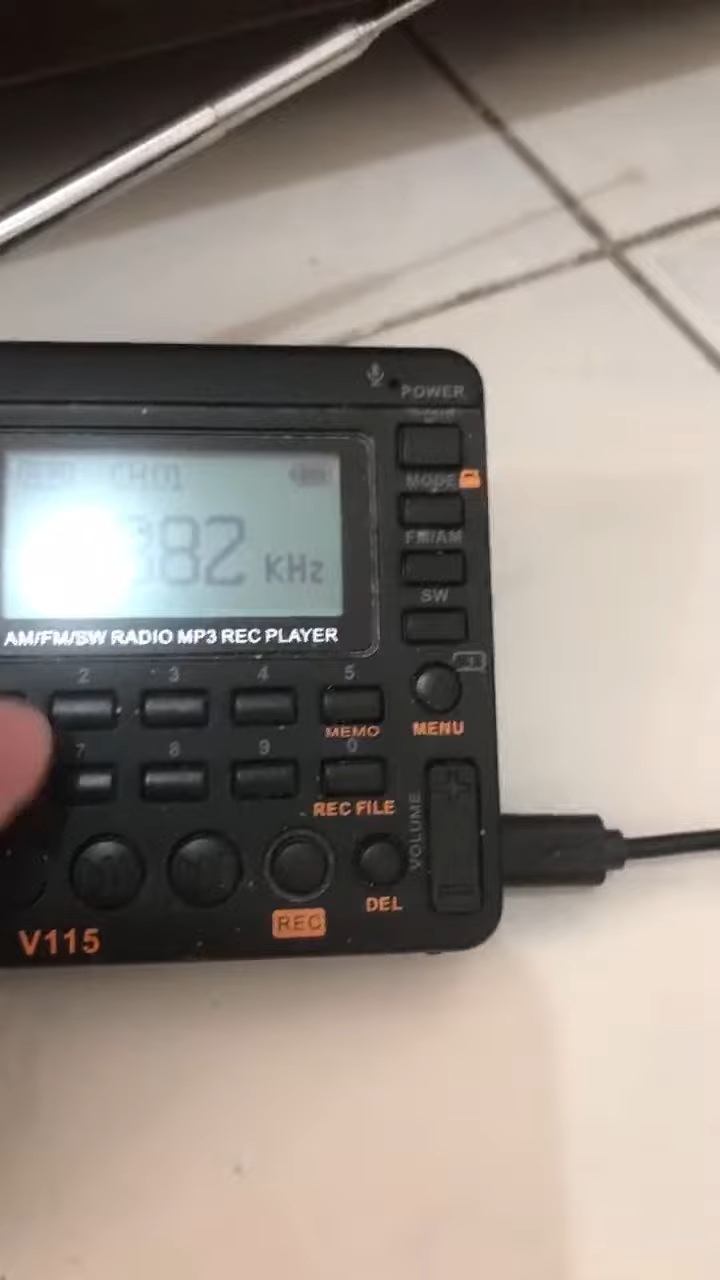 POWER
CH01
MODE
82 KHz
FM/AM
SW
AM/FM/SW RADIO MP3 REC PLAYER
2 3 4 5
MEMO
MENU
7 8 9 0
REC FILE
VOLUME
DEL
REC
V115